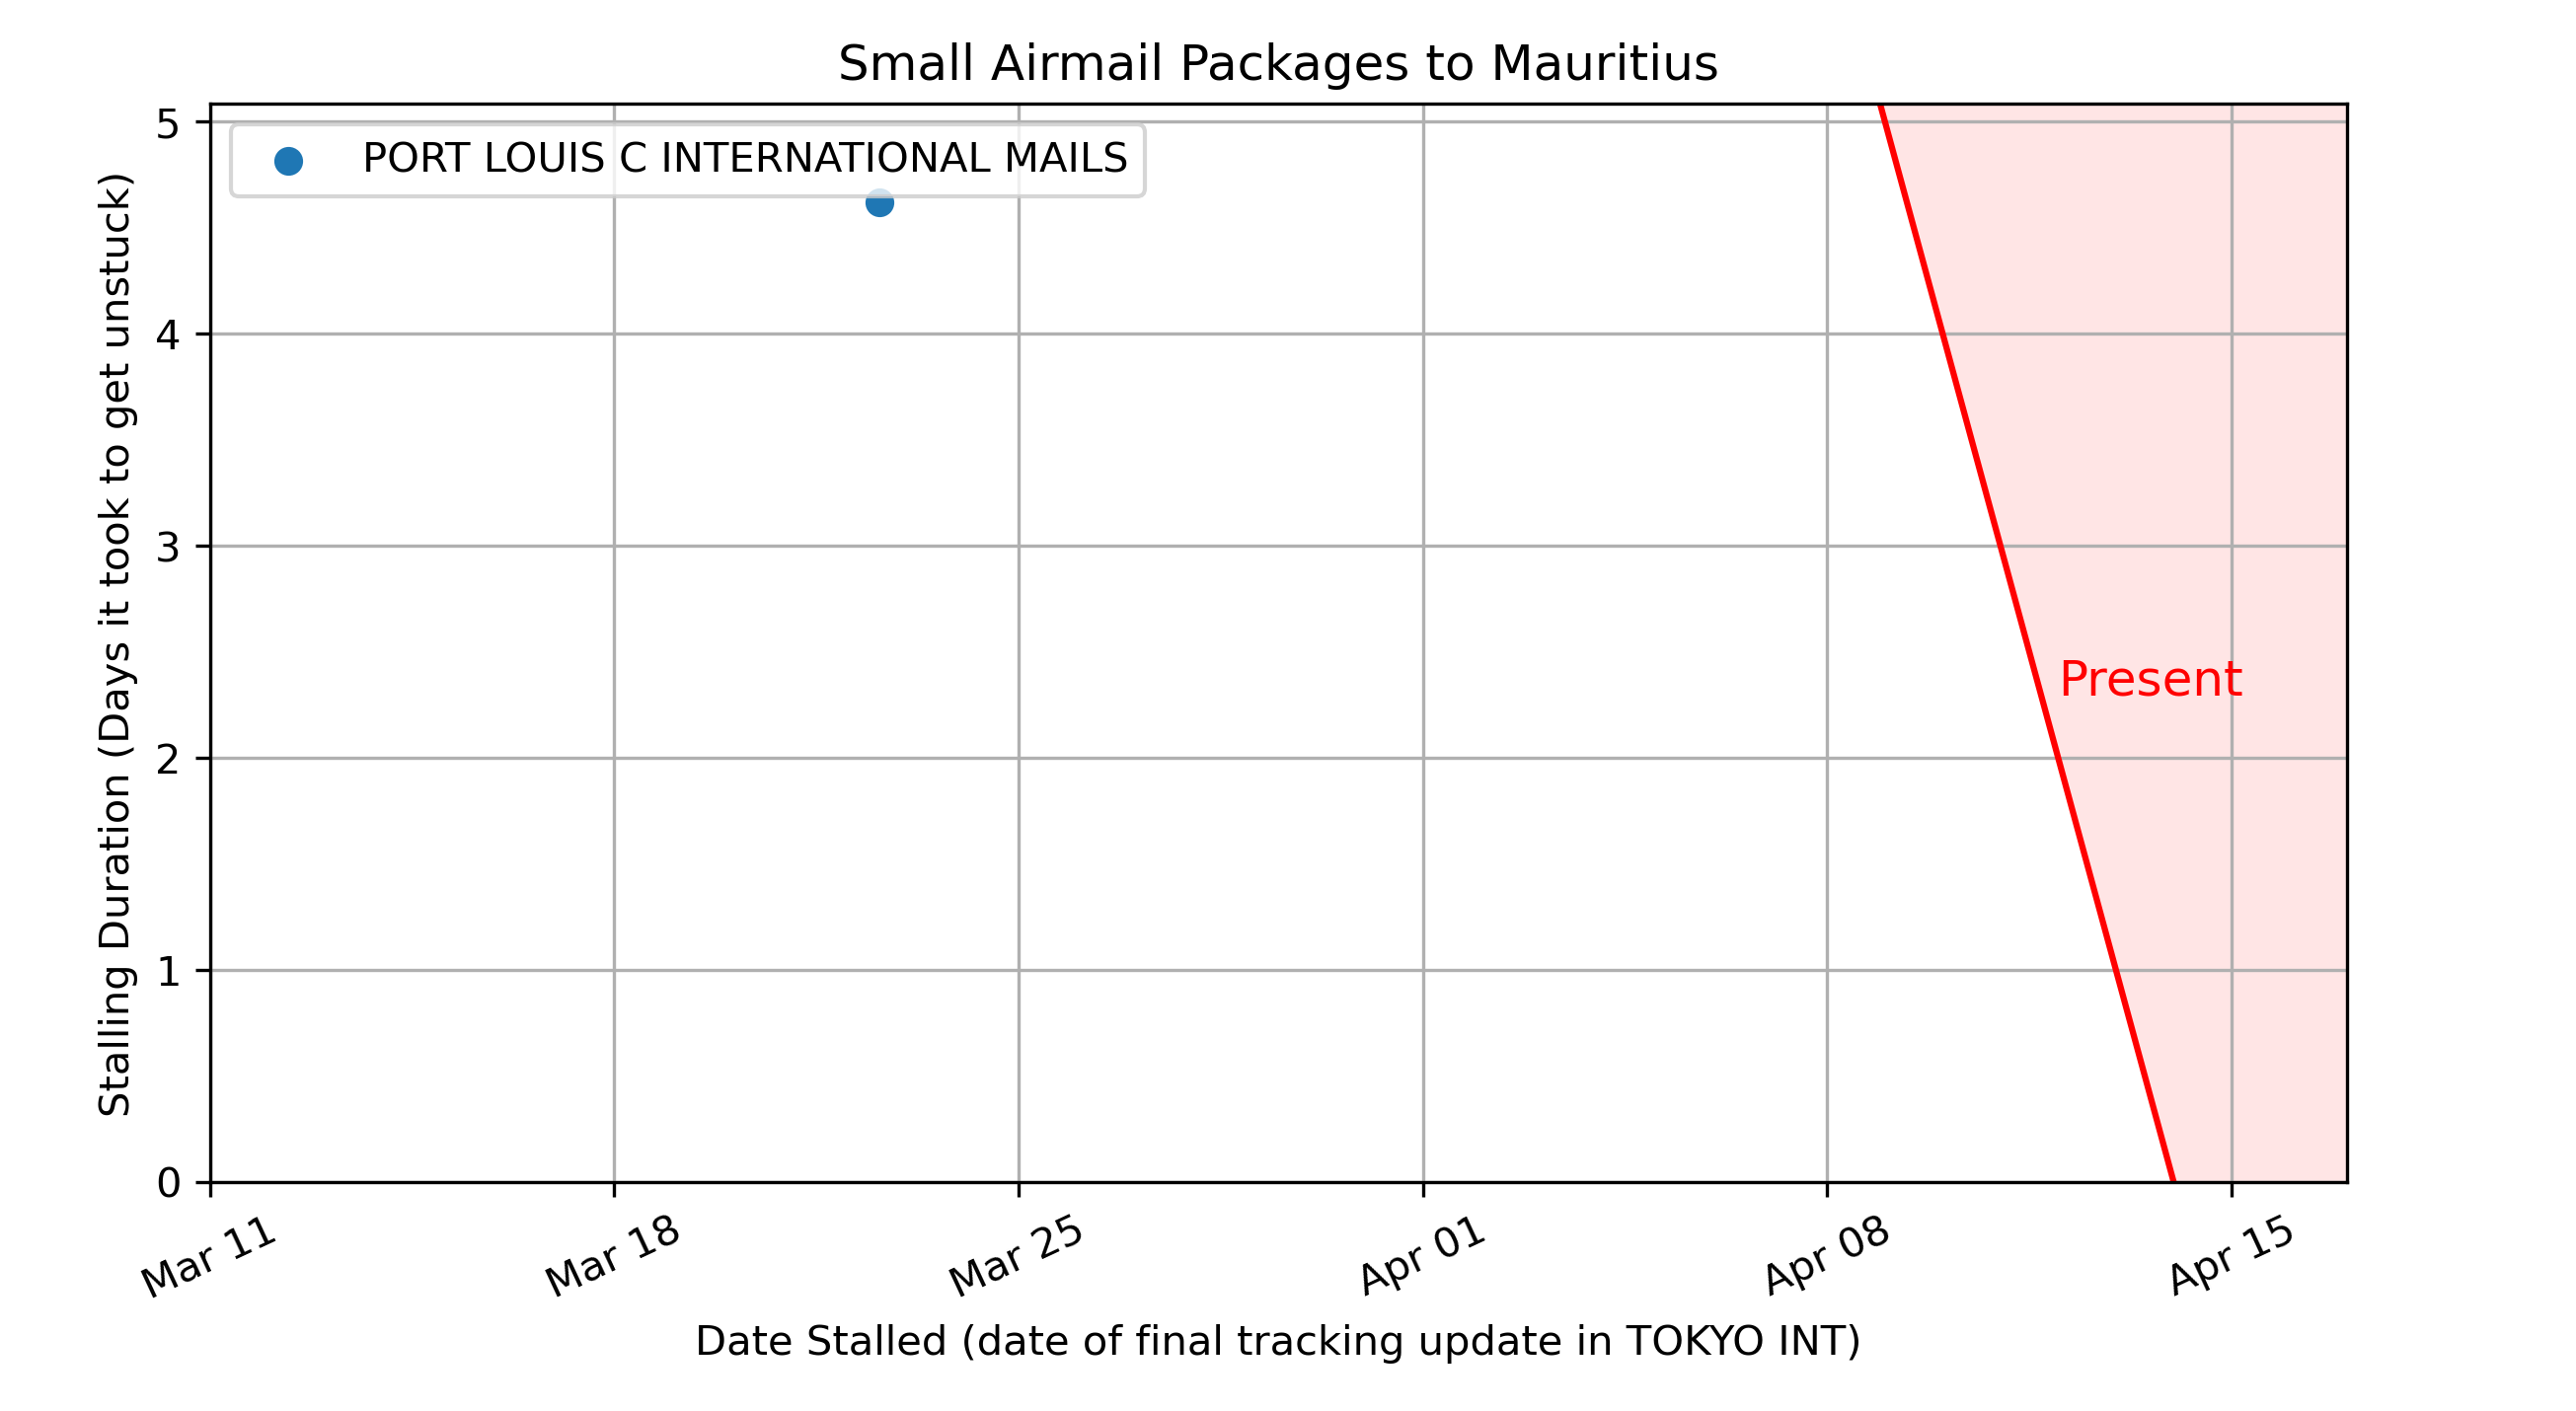 Small Airmail Packages to Mauritius
PORT LOUIS C INTERNATIONAL MAILS
Stalling Duration (Days it took to get unstuck)
5
4
3
2
1
0
Present
Mar 11
Mar 18
Mar 25
Apr 01
Apr 08
Apr 15
Date Stalled (date of final tracking update in TOKYO INT)